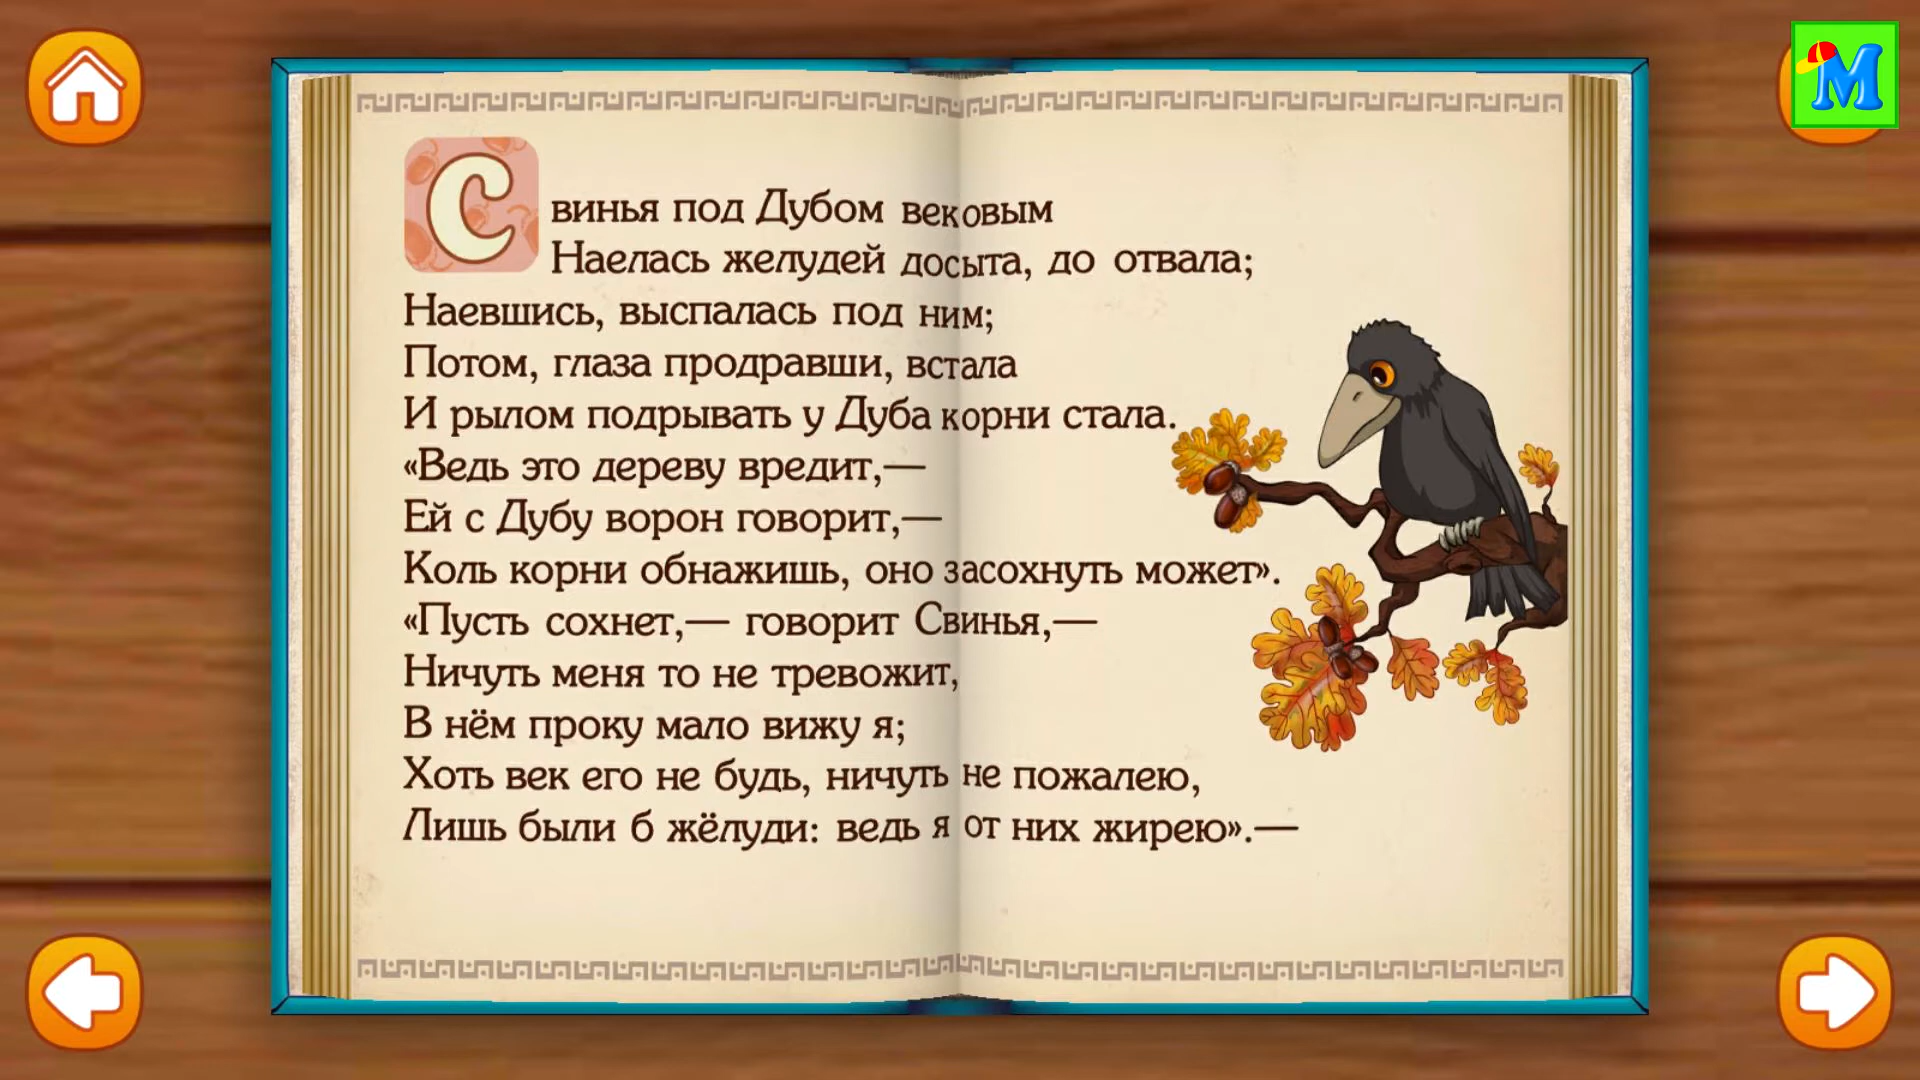 Свинья под Дубом вековым
Наелась желудей досыта, до отвала;
Наевшись, выспалась под ним;
Потом, глаза продравши, встала
И рылом подрывать у Дуба корни стала.
«Ведь это дереву вредит,—
Ей с Дубу ворон говорит,—
Коль корни обнажишь, оно засохнуть может».
«Пусть сохнет,— говорит Свинья,—
Ничуть меня то не тревожит,
В нём проку мало вижу я;
Хоть век его не будь, ничуть не пожалею,
Лишь были б жёлуди: ведь я от них жирею».—
M